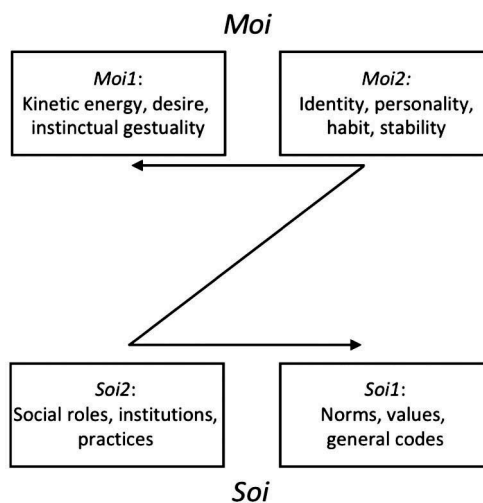 Moi
Moi1:
Kinetic energy, desire,
instinctual gestuality
Moi2:
Identity, personality,
habit, stability
Soi2:
Social roles, institutions,
practices
Soi1:
Norms, values,
general codes
Soi